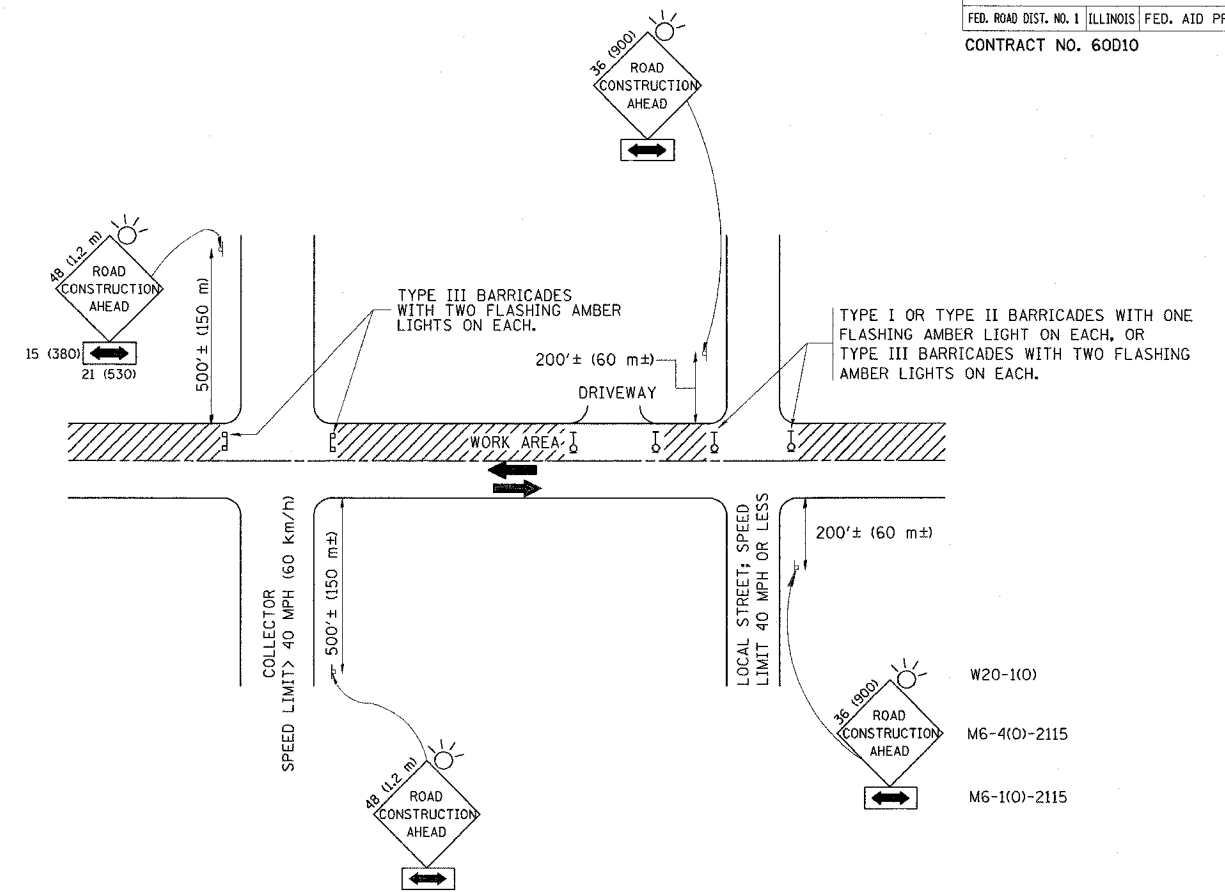 FED. ROAD DIST. NO. 1 ILLINOIS FED. AID PR
CONTRACT NO. 60D10
36 (900)
ROAD
CONSTRUCTION
AHEAD
48 (1.2 m)
ROAD
CONSTRUCTION
AHEAD
15 (380)
21 (530)
500'± (150 m)
TYPE III BARRICADES
WITH TWO FLASHING AMBER
LIGHTS ON EACH.
200'± (60 m±)
DRIVEWAY
TYPE I OR TYPE II BARRICADES WITH ONE
FLASHING AMBER LIGHT ON EACH, OR
TYPE III BARRICADES WITH TWO FLASHING
AMBER LIGHTS ON EACH.
WORK AREA
COLLECTOR
SPEED LIMIT> 40 MPH (60 km/h)
500'± (150 m±)
LOCAL STREET; SPEED
LIMIT 40 MPH OR LESS
200'± (60 m±)
48 (1.2 m)
ROAD
CONSTRUCTION
AHEAD
36 (900)
ROAD
CONSTRUCTION
AHEAD
W20-1(O)
M6-4(O)-2115
M6-1(O)-2115